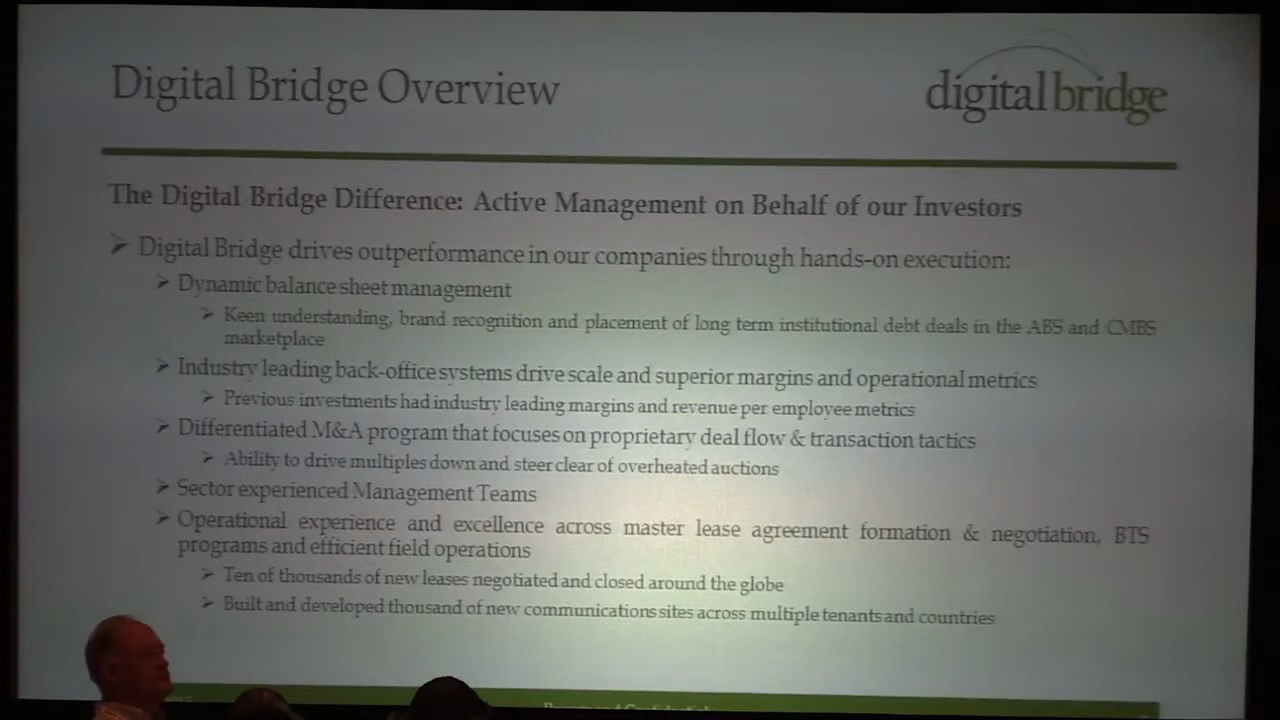 Digital Bridge Overview
digitalbridge
The Digital Bridge Difference: Active Management on Behalf of our Investors
➢ Digital Bridge drives outperformance in our companies through hands-on execution:
➢ Dynamic balance sheet management
➢ Keen understanding, brand recognition and placement of long term institutional debt deals in the ABS and CMBS
marketplace
➢ Industry leading back-office systems drive scale and superior margins and operational metrics
➢ Previous investments had industry leading margins and revenue per employee metrics
➢ Differentiated M&A program that focuses on proprietary deal flow & transaction tactics
➢ Ability to drive multiples down and steer clear of overheated auctions
➢ Sector experienced Management Teams
➢ Operational experience and excellence across master lease agreement formation & negotiation, BTS
programs and efficient field operations
➢ Ten of thousands of new leases negotiated and closed around the globe
➢ Built and developed thousand of new communications sites across multiple tenants and countries